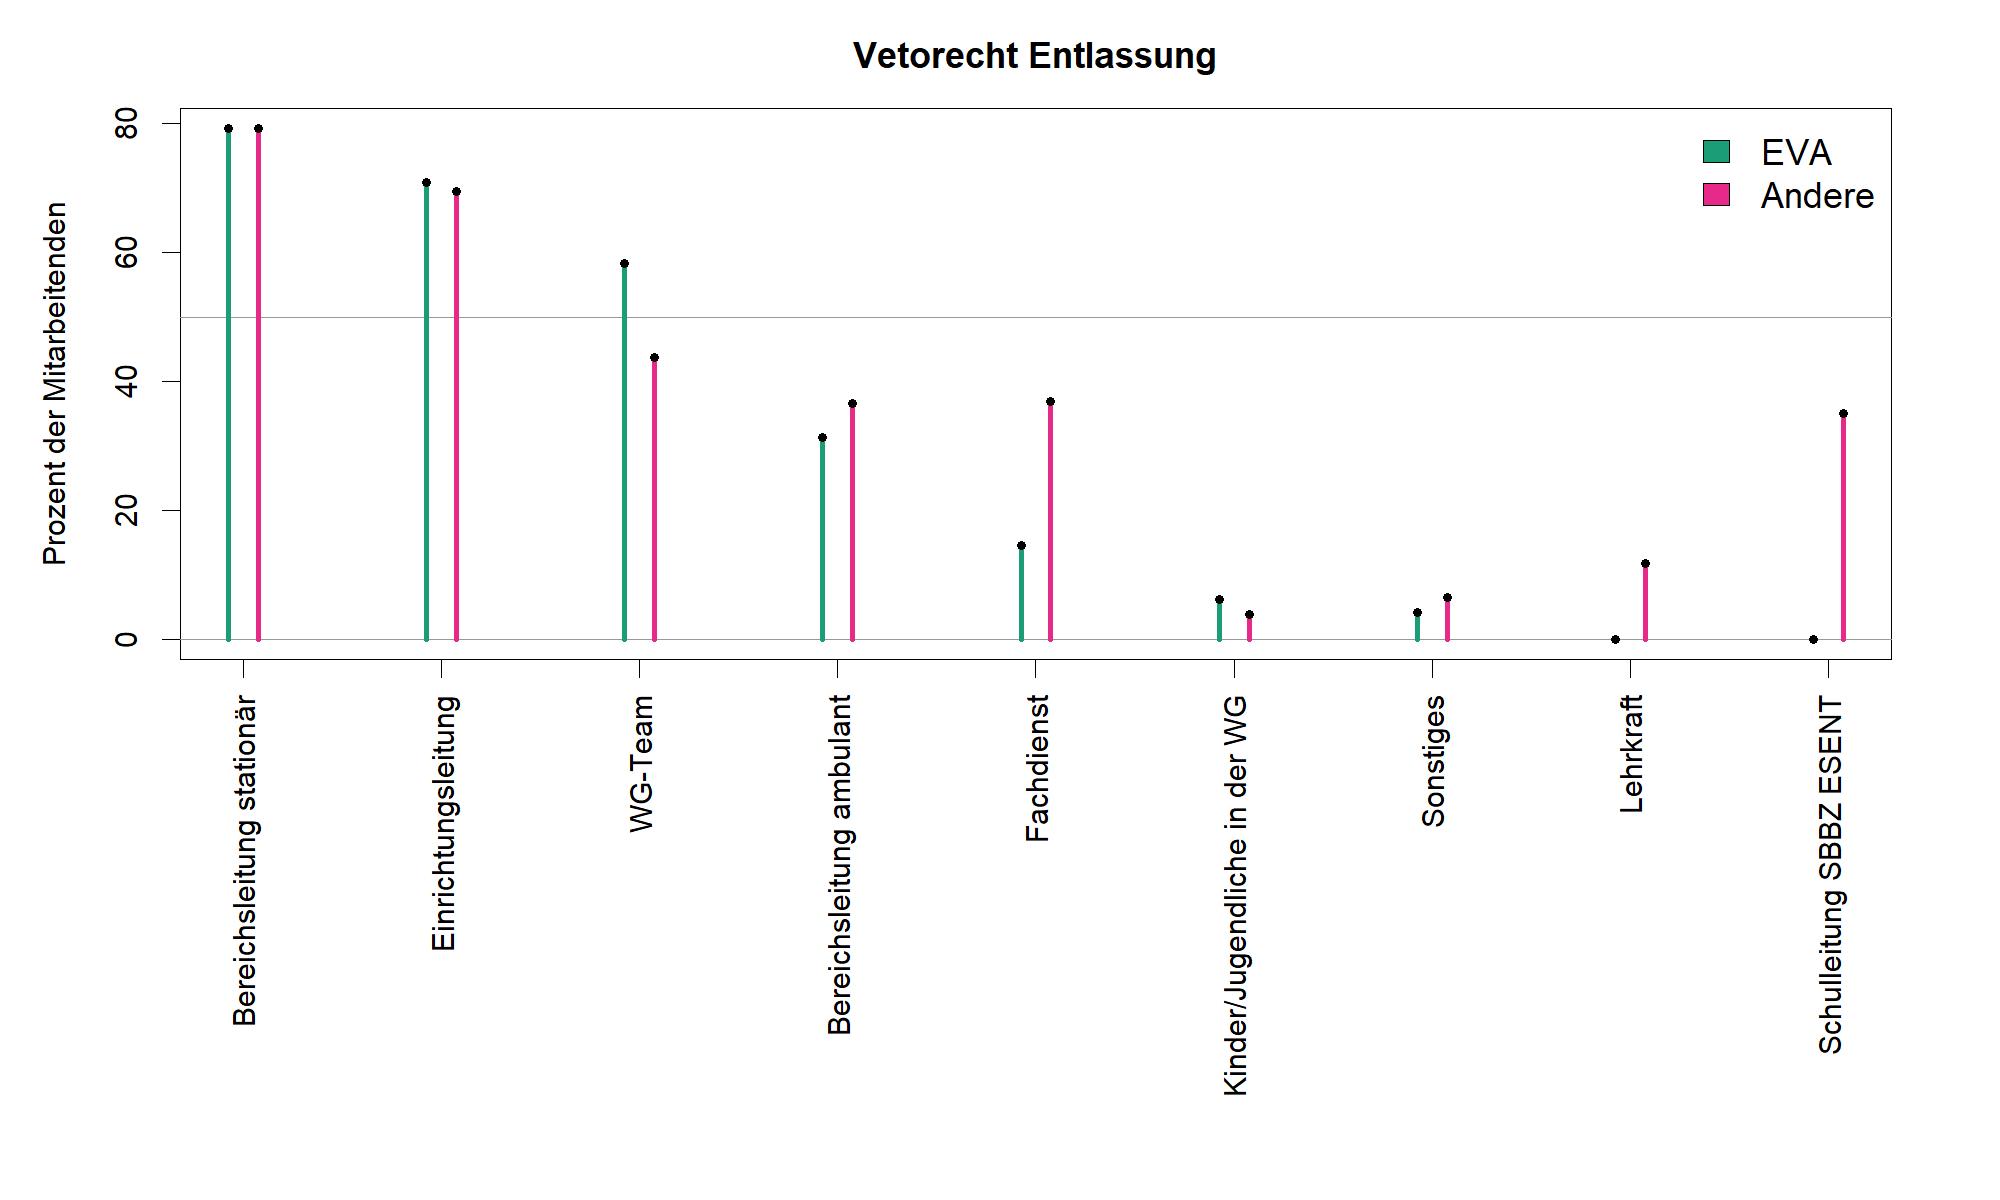 Vetorecht Entlassung
Prozent der Mitarbeitenden
80
60
40
20
0
EVA
Andere
Bereichsleitung stationär
Einrichtungsleitung
WG-Team
Bereichsleitung ambulant
Fachdienst
Kinder/Jugendliche in der WG
Sonstiges
Lehrkraft
Schulleitung SBBZ ESENT